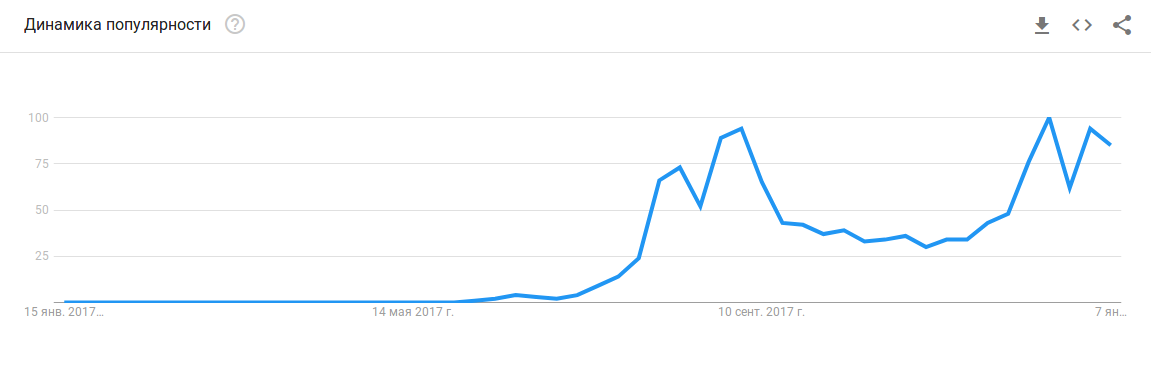 Динамика популярности
100
75
50
25
15 янв. 2017…
14 мая 2017 г.
10 сент. 2017 г.
7 ян…